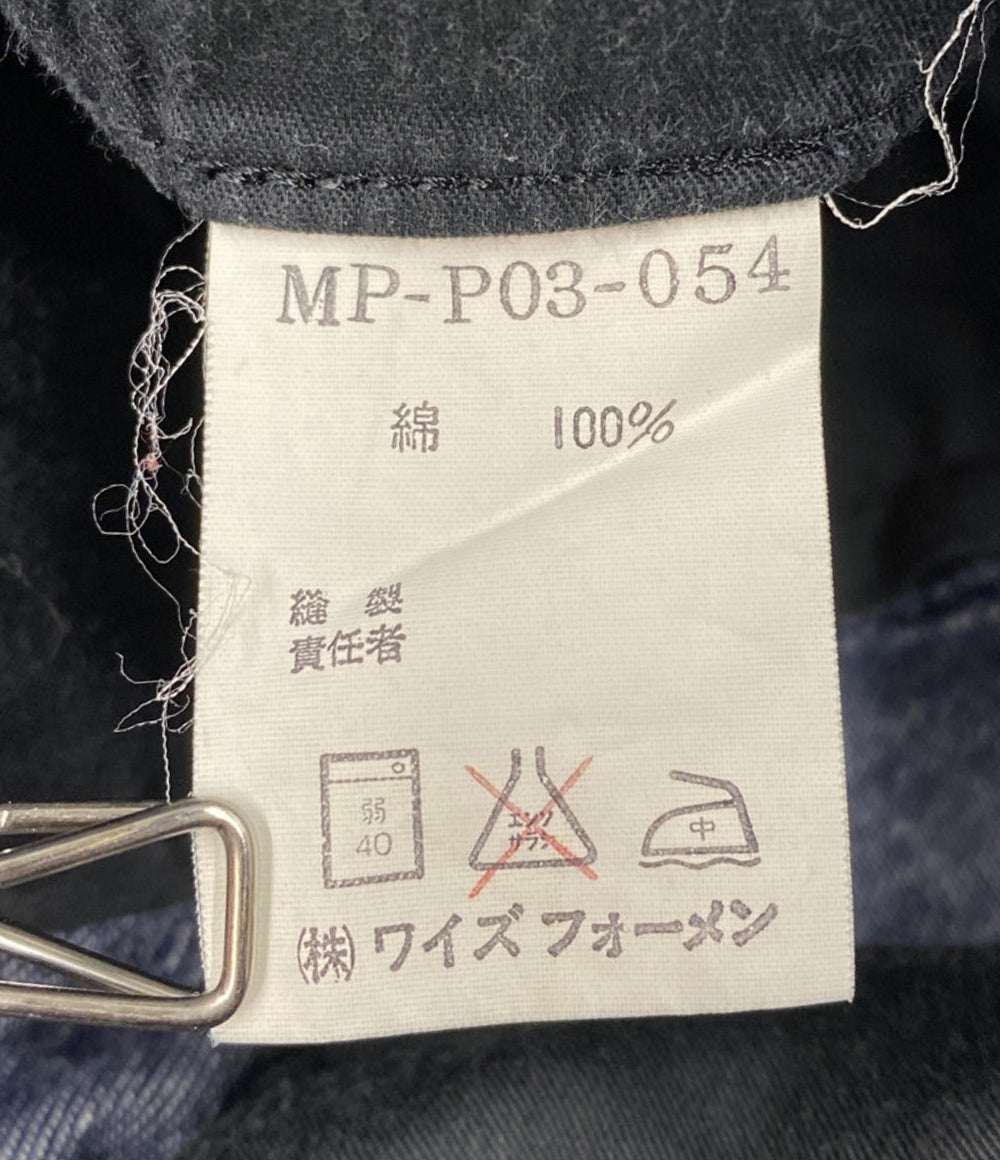 MP-P03-054
綿 100%
縫 製
責任者
弱
40
エンソ
サラシ
中
(株)ワイズフォーメン